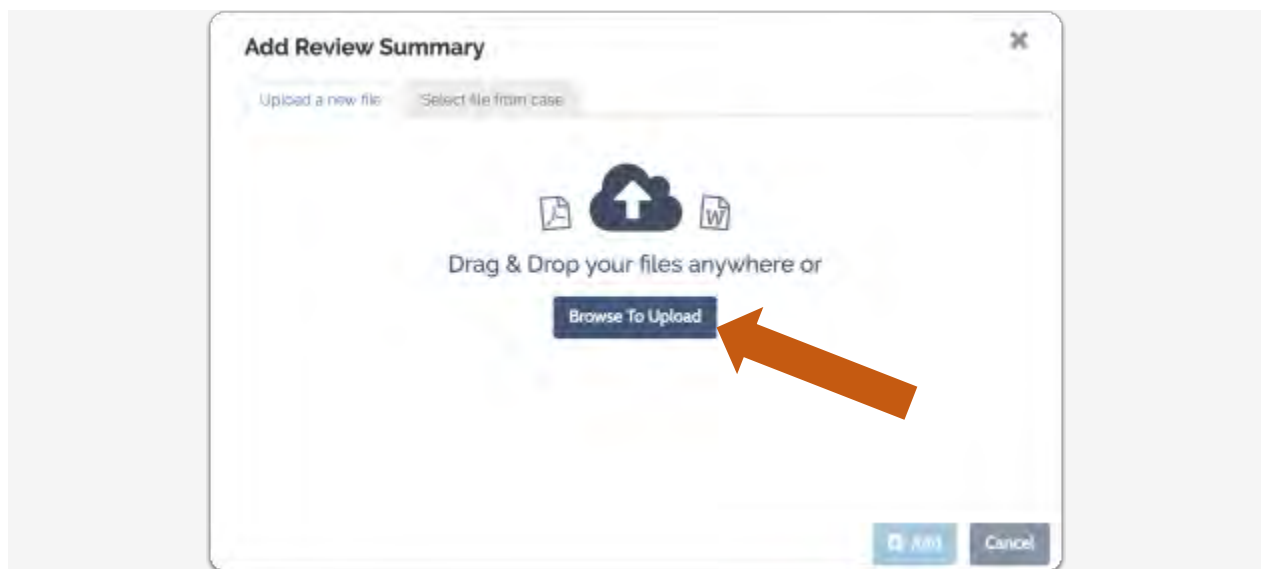 Add Review Summary
Upload a new file Select file from case
Drag & Drop your files anywhere or
Browse To Upload
Add Cancel